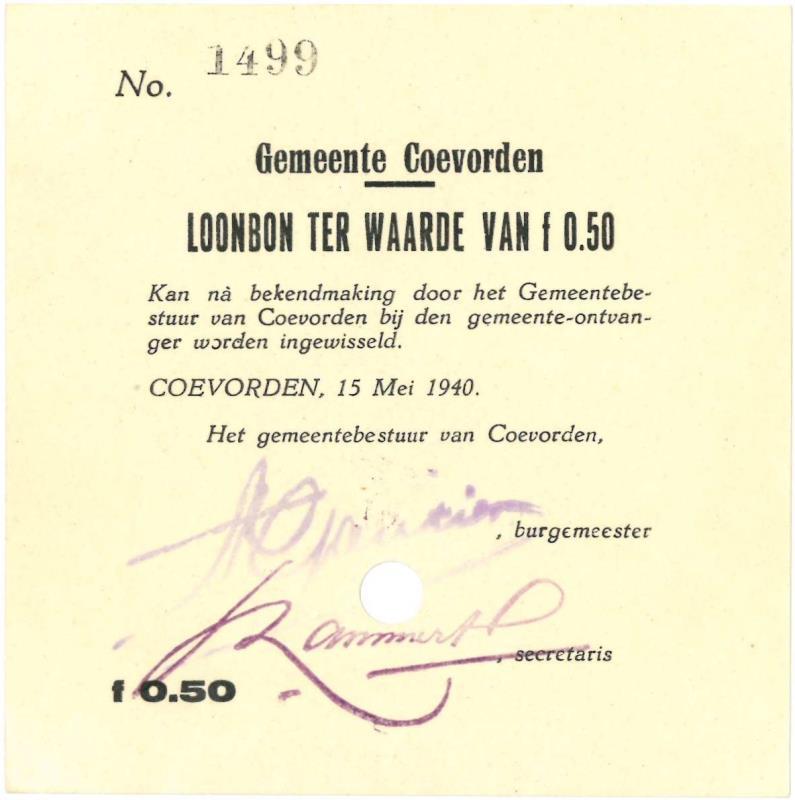 No. 1499
Gemeente Coevorden
LOONBON TER WAARDE VAN f 0.50
Kan nà bekendmaking door het Gemeentebe-
stuur van Coevorden bij den gemeente-ontvan-
ger worden ingewisseld.
COEVORDEN, 15 Mei 1940.
Het gemeentebestuur van Coevorden,
, burgemeester
, secretaris
f 0.50